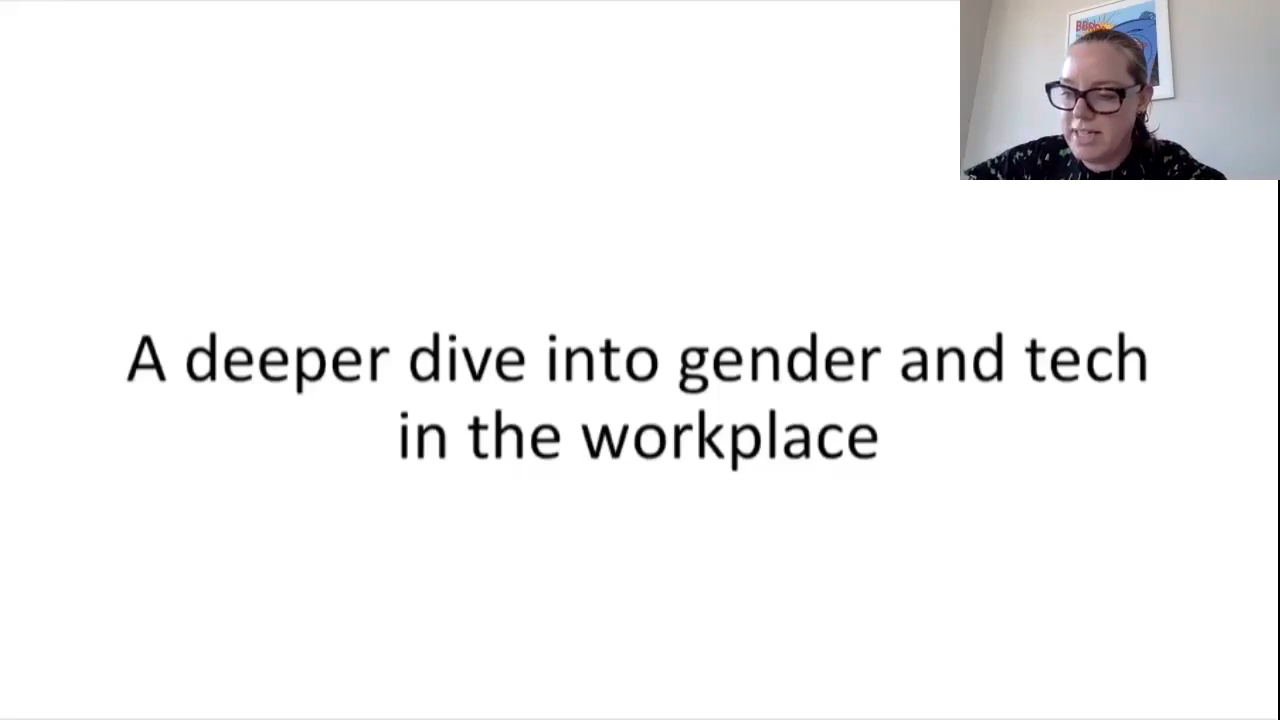 A deeper dive into gender and tech
in the workplace